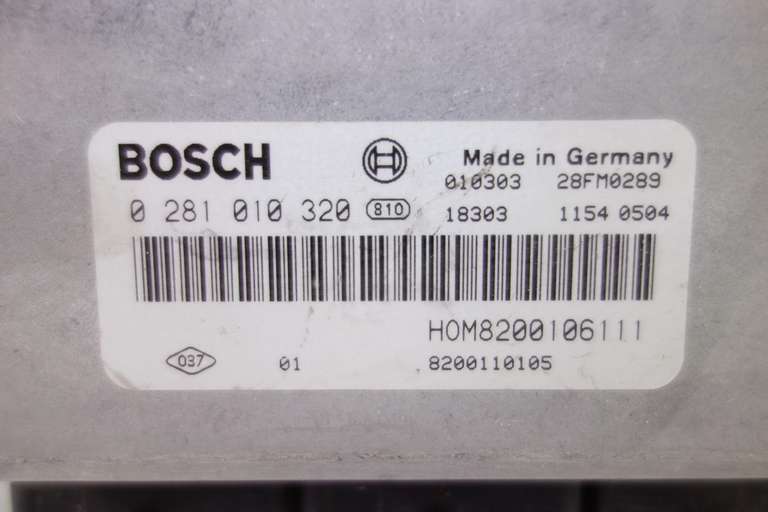 BOSCH Made in Germany
010303 28FM0289
0 281 010 320 810 18303 1154 0504
HOM8200106111
037 01 8200110105